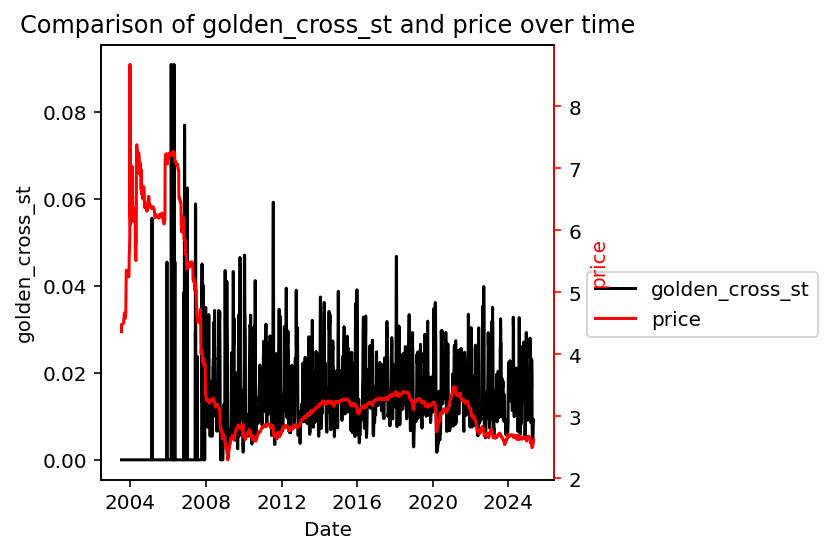 Comparison of golden_cross_st and price over time
golden_cross_st
0.08
0.06
0.04
0.02
0.00
8
7
6
5
4
3
2
price
golden_cross_st
price
2004 2008 2012 2016 2020 2024
Date